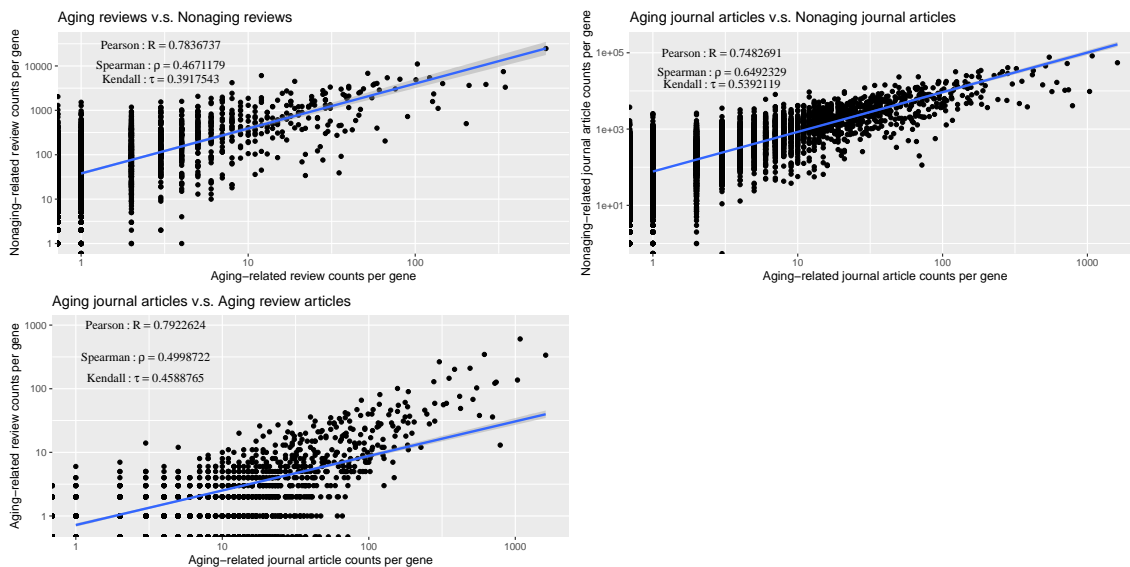 Aging reviews v.s. Nonaging reviews
Pearson : R = 0.7836737
Spearman : ρ = 0.4671179
Kendall : τ = 0.3917543
Nonaging−related review counts per gene
10000
1000
100
10
1
1
10
100
Aging−related review counts per gene
Aging journal articles v.s. Nonaging journal articles
Pearson : R = 0.7482691
Spearman : ρ = 0.6492329
Kendall : τ = 0.5392119
Nonaging−related journal article counts per gene
1e+05
1e+03
1e+01
1
10
100
1000
Aging−related journal article counts per gene
Aging journal articles v.s. Aging review articles
Pearson : R = 0.7922624
Spearman : ρ = 0.4998722
Kendall : τ = 0.4588765
Aging−related review counts per gene
1000
100
10
1
1
10
100
1000
Aging−related journal article counts per gene